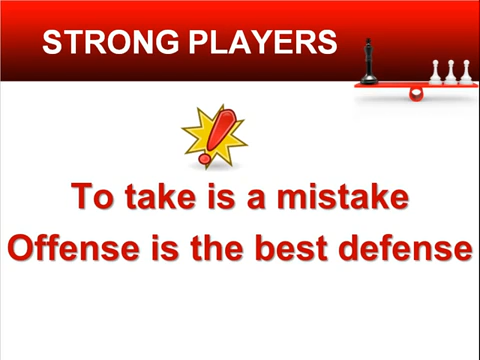 STRONG PLAYERS
To take is a mistake
Offense is the best defense